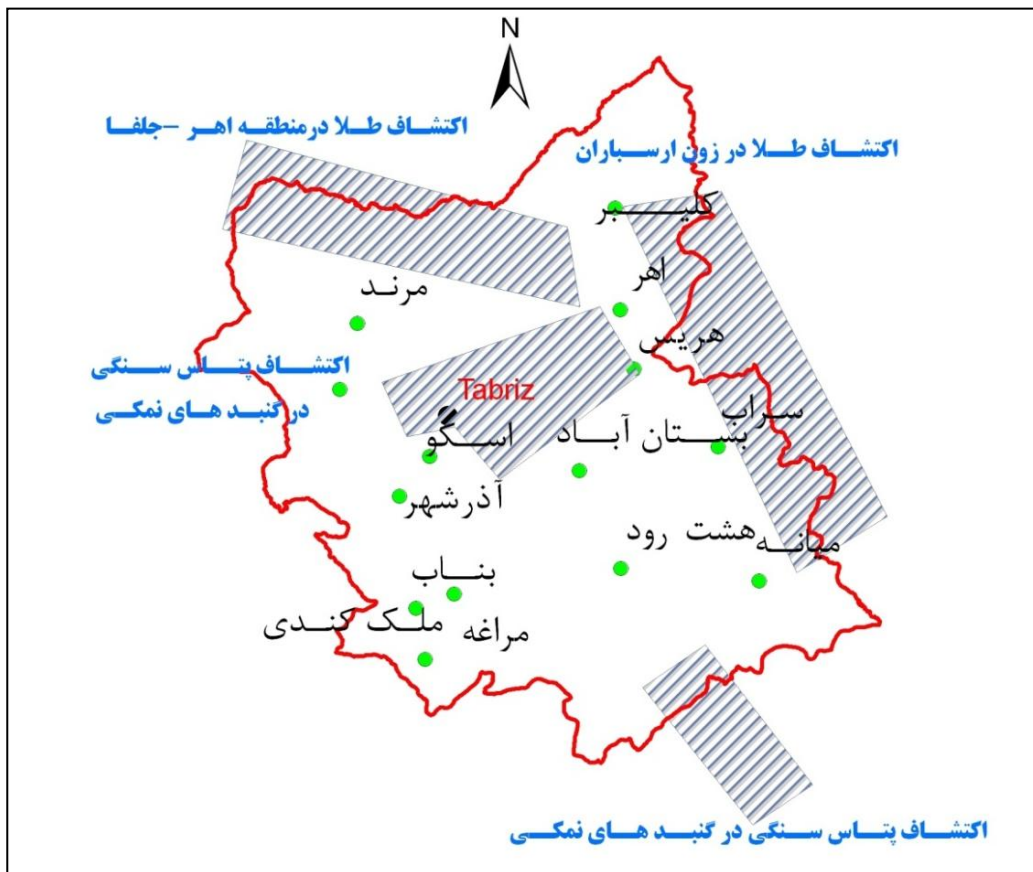 N
اکتشاف طلا درمنطقه اهر -جلفا
اکتشاف طلا در زون ارسباران
کلیبر
اهر
مرند
هریس
اکتشاف پتاس سنگی
در گنبد های نمکی
Tabriz
سراب
بستان آباد
اسکو
آذرشهر
هشت رود
میانه
بناب
ملک کندی
مراغه
اکتشاف پتاس سنگی در گنبد های نمکی